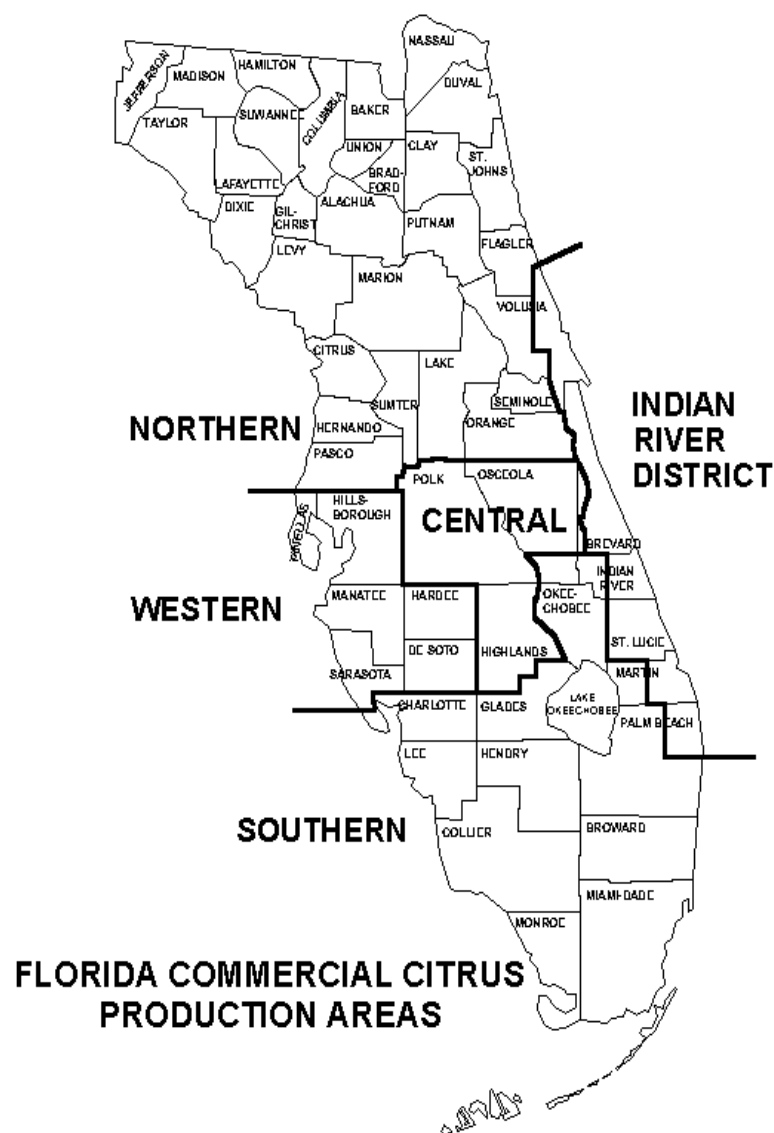 NASSAU
HAMILTON
MADISON
JEFFERSON
DUVAL
BAKER
COLUMBIA
SUWANNEE
TAYLOR
UNION
CLAY
ST.
JOHNS
BRAD-
FORD
LAFAYETTE
ALACHUA
DIXIE
GIL-
CHRIST
PUTNAM
FLAGLER
LEVY
MARION
VOLUSIA
CITRUS
LAKE
SUMTER
SEMINOLE
ORANGE
HERNANDO
NORTHERN
INDIAN
RIVER
DISTRICT
PASCO
POLK
OSCEOLA
HILLS-
BOROUGH
PINELLAS
CENTRAL
BREVARD
INDIAN
RIVER
WESTERN
MANATEE
HARDEE
OKEE-
CHOBEE
ST. LUCIE
DE SOTO
HIGHLANDS
SARASOTA
MARTIN
CHARLOTTE
GLADES
LAKE
OKEECHOBEE
PALM BEACH
LEE
HENDRY
SOUTHERN
COLLIER
BROWARD
MIAMI-DADE
MONROE
FLORIDA COMMERCIAL CITRUS
PRODUCTION AREAS